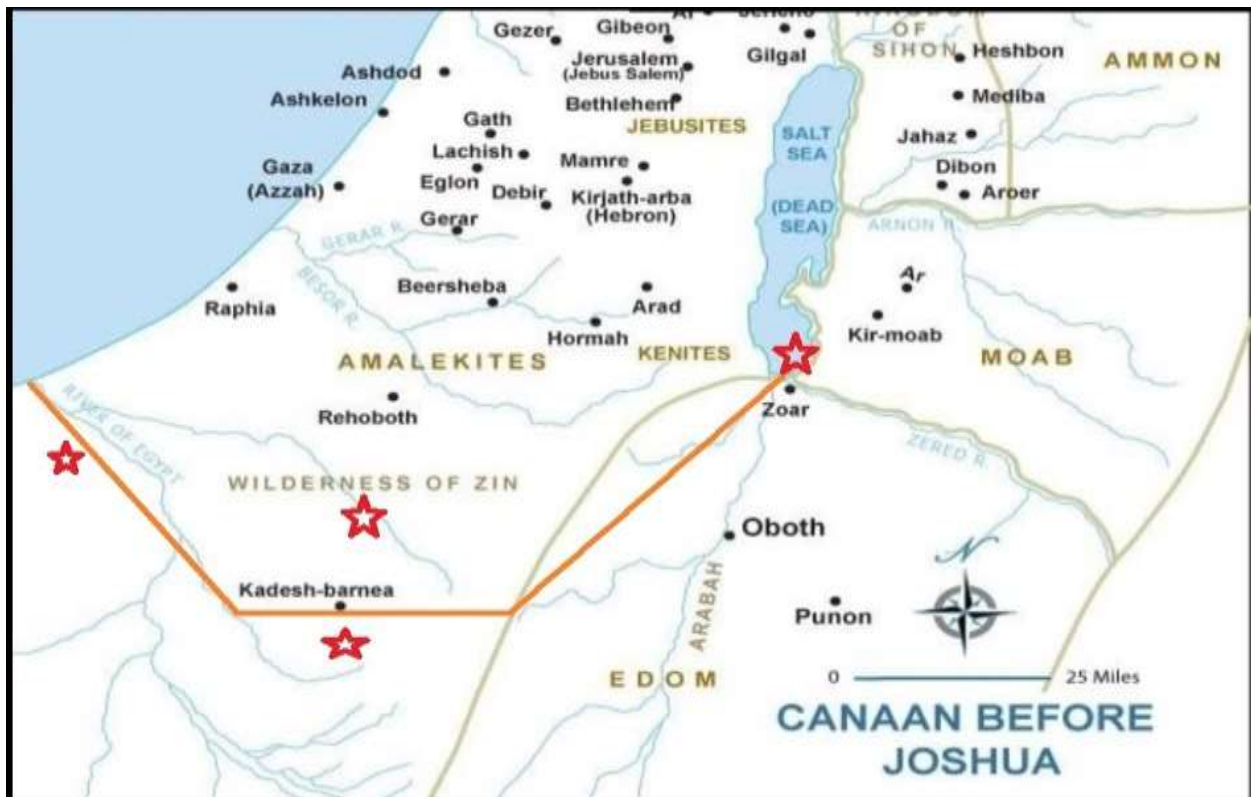 Gezer
Gibeon
Gilgal
OF
SIHON
Heshbon
AMMON
Jerusalem
(Jebus Salem)
Ashdod
Ashkelon
Bethlehem
JEBUSITES
Mediba
Gath
Lachish
Eglon
Mamre
SALT
SEA
Jahaz
Dibon
Aroer
Gaza
(Azzah)
Debir
Kirjath-arba
(Hebron)
(DEAD
SEA)
Gerar
GERAR R.
ARNON R.
BESOR R.
Beersheba
Arad
Ar
Raphia
Hormah
Kir-moab
AMALEKITES
KENITES
MOAB
RIVER OF EGYPT
Rehoboth
Zoar
ZERED R.
WILDERNESS OF ZIN
Oboth
N
Kadesh-barnea
ARABAH
Punon
EDOM
0
25 Miles
CANAAN BEFORE
JOSHUA